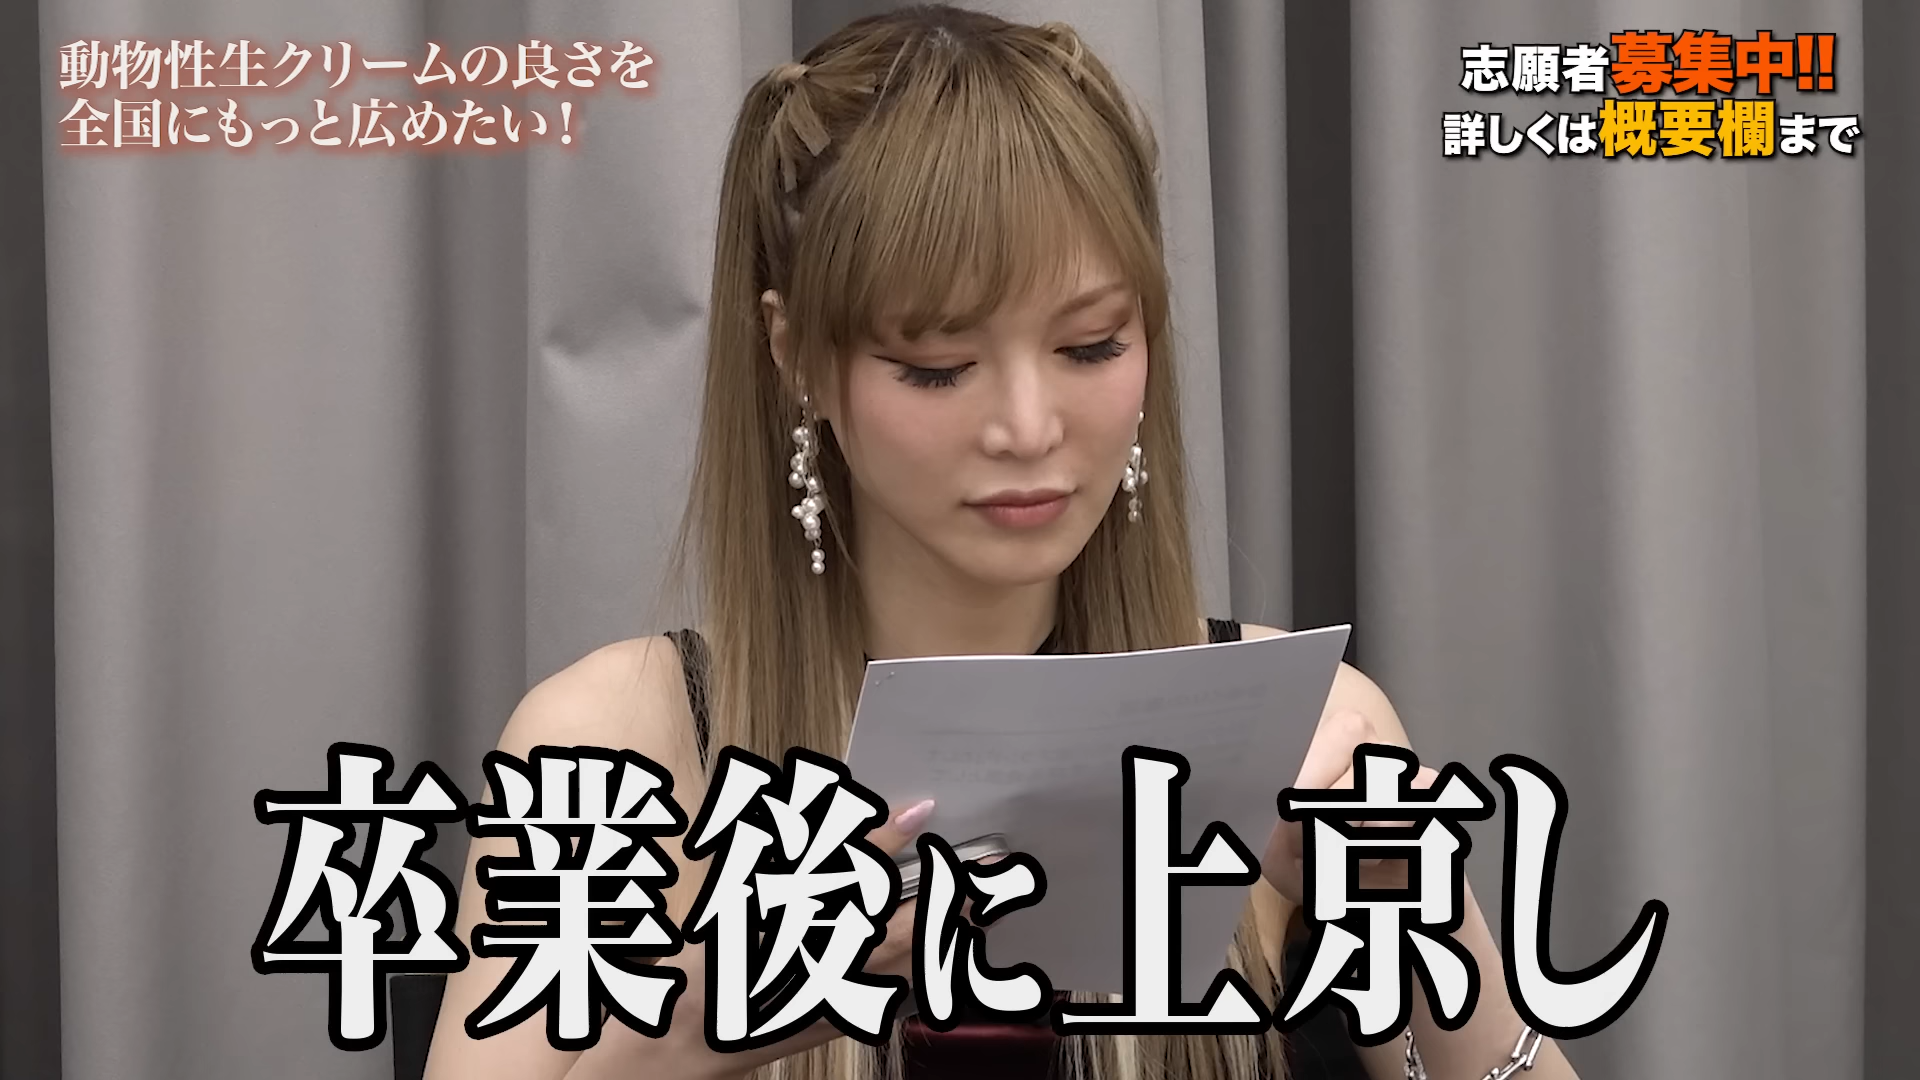 動物性生クリームの良さを
全国にもっと広めたい！
志願者募集中!!
詳しくは概要欄まで
卒業後に上京し